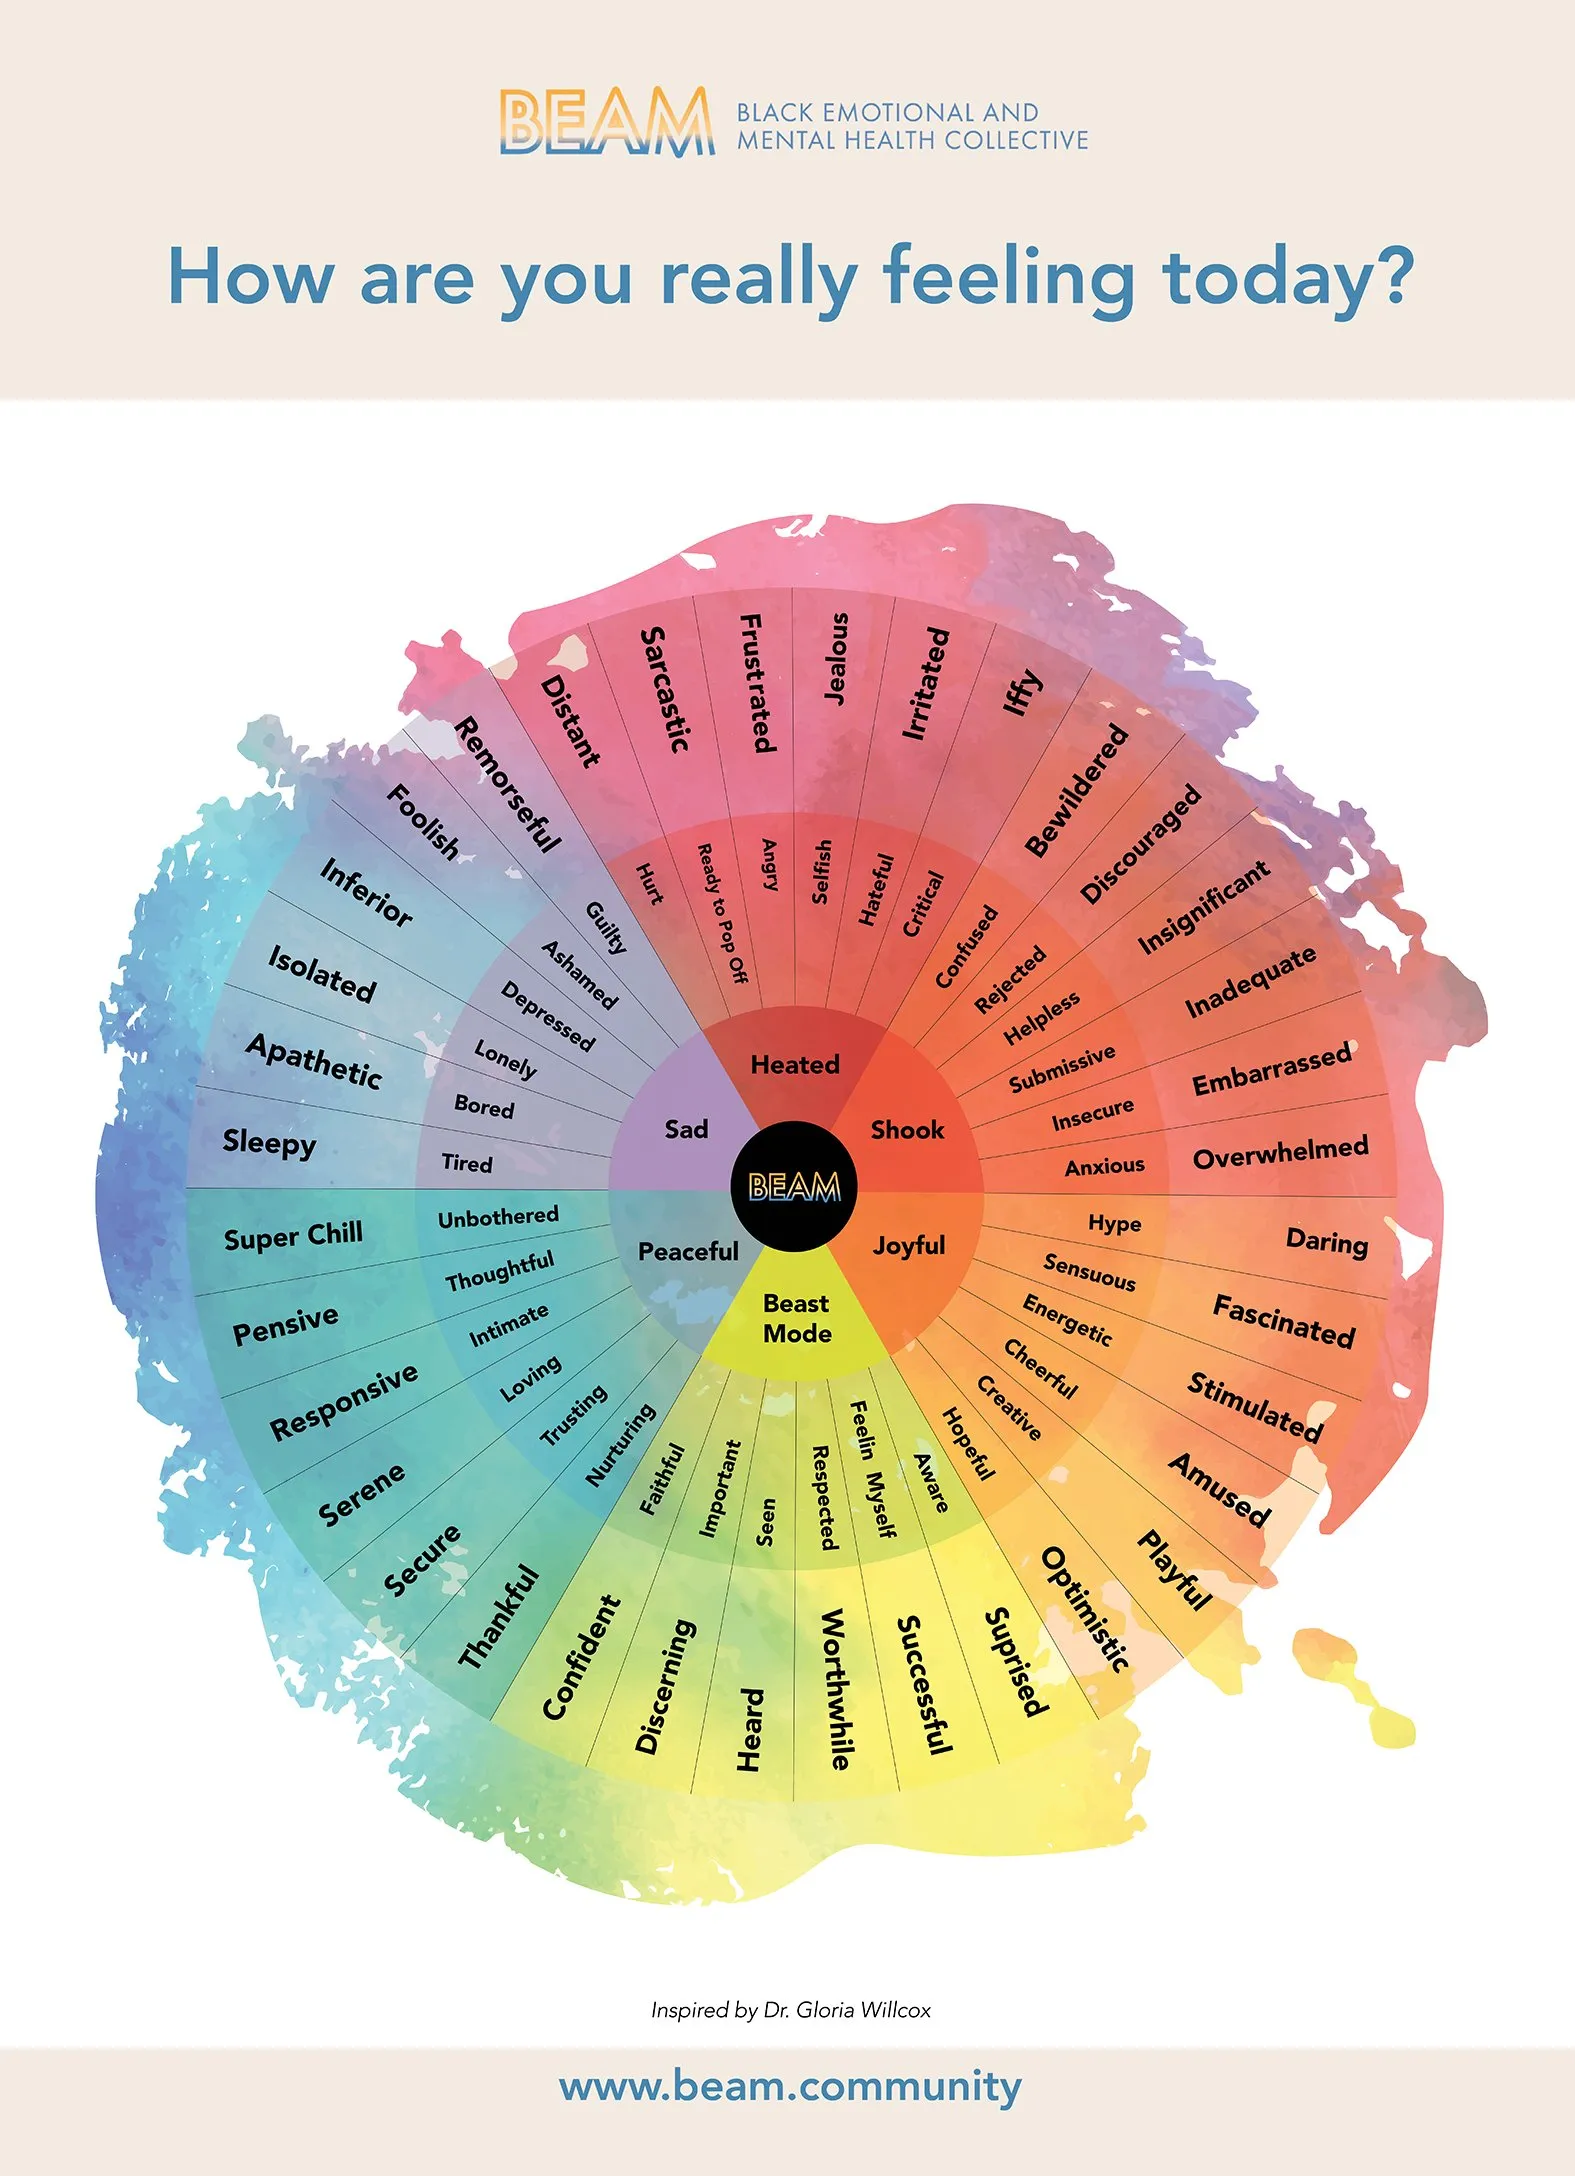 BEAM
BLACK EMOTIONAL AND
MENTAL HEALTH COLLECTIVE
How are you really feeling today?
Distant
Sarcastic
Frustrated
Jealous
Irritated
Iffy
Bewildered
Discouraged
Insignificant
Inadequate
Embarrassed
Overwhelmed
Daring
Fascinated
Stimulated
Amused
Playful
Optimistic
Suprised
Successful
Worthwhile
Heard
Discerning
Confident
Thankful
Secure
Serene
Responsive
Pensive
Super Chill
Sleepy
Apathetic
Isolated
Inferior
Foolish
Remorseful
Hurt
Ready to Pop Off
Angry
Selfish
Hateful
Critical
Confused
Rejected
Helpless
Submissive
Insecure
Anxious
Hype
Sensuous
Energetic
Cheerful
Creative
Hopeful
Aware
Feelin Myself
Respected
Seen
Important
Faithful
Nurturing
Trusting
Loving
Intimate
Thoughtful
Unbothered
Tired
Bored
Lonely
Depressed
Ashamed
Guilty
Heated
Shook
Joyful
Beast
Mode
Peaceful
Sad
BEAM
Inspired by Dr. Gloria Willcox
www.beam.community